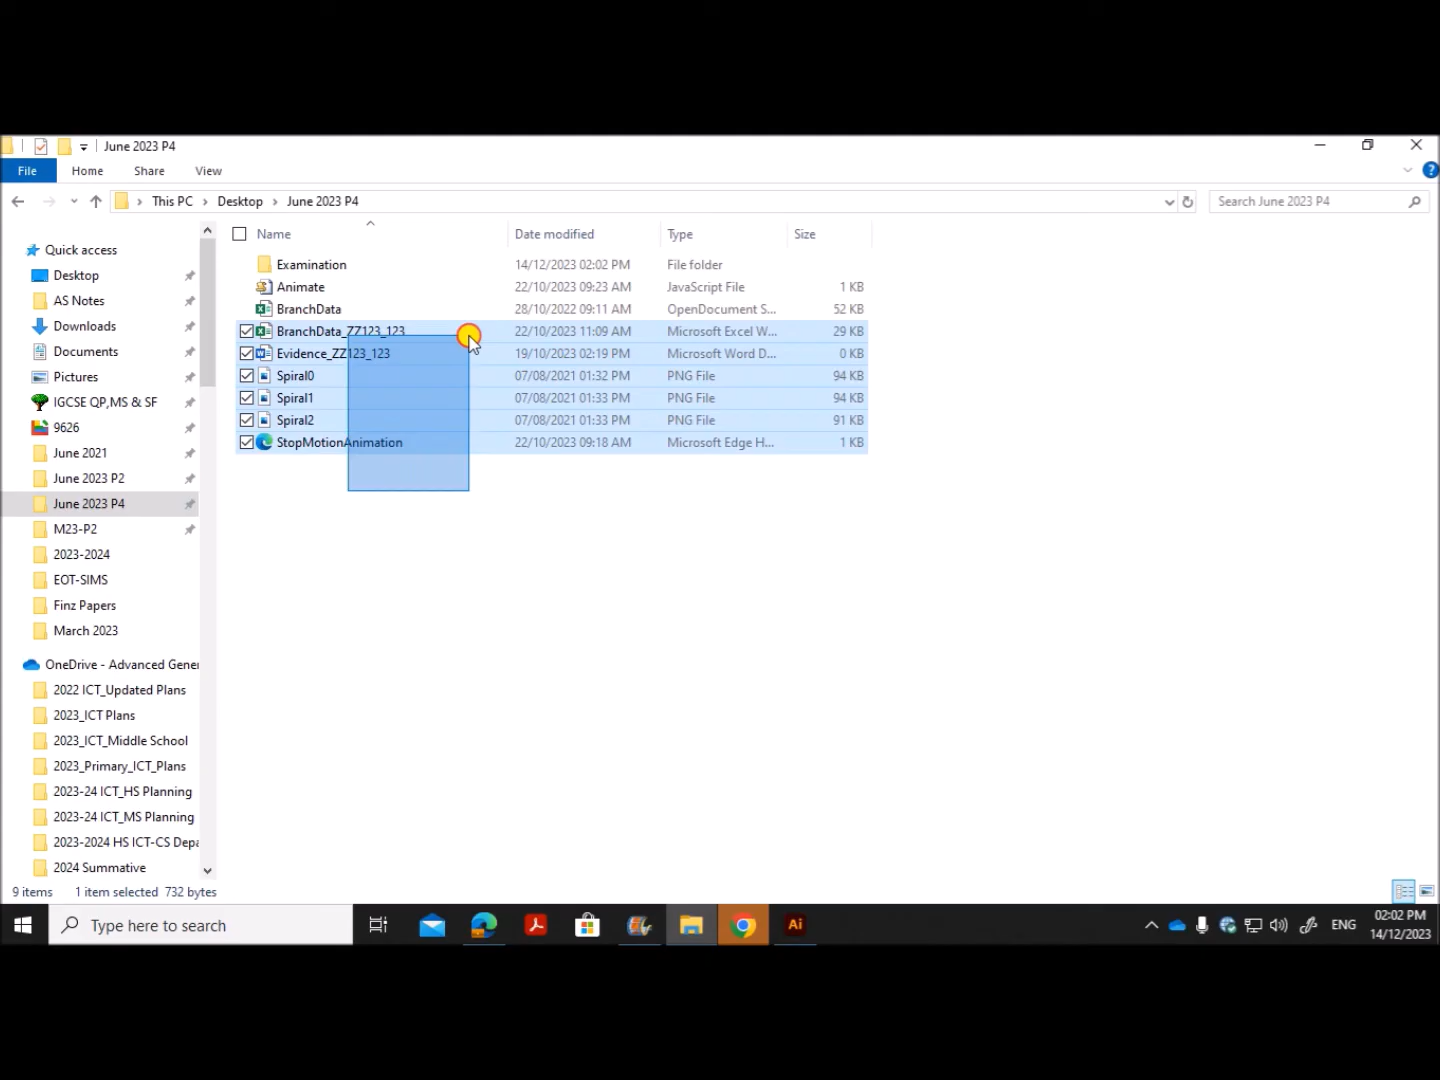 June 2023 P4
File Home Share View
This PC Desktop June 2023 P4 Search June 2023 P4
Name Date modified Type Size
Examination 14/12/2023 02:02 PM File folder
Animate 22/10/2023 09:23 AM JavaScript File 1 KB
BranchData 28/10/2022 09:11 AM OpenDocument S... 52 KB
BranchData_ZZ123_123 22/10/2023 11:09 AM Microsoft Excel W... 29 KB
Evidence_ZZ123_123 19/10/2023 02:19 PM Microsoft Word D... 0 KB
Spiral0 07/08/2021 01:32 PM PNG File 94 KB
Spiral1 07/08/2021 01:33 PM PNG File 94 KB
Spiral2 07/08/2021 01:33 PM PNG File 91 KB
StopMotionAnimation 22/10/2023 09:18 AM Microsoft Edge H... 1 KB
Quick access
Desktop
AS Notes
Downloads
Documents
Pictures
IGCSE QP,MS & SF
9626
June 2021
June 2023 P2
June 2023 P4
M23-P2
2023-2024
EOT-SIMS
Finz Papers
March 2023
OneDrive - Advanced Gener
2022 ICT_Updated Plans
2023_ICT Plans
2023_ICT_Middle School
2023_Primary_ICT_Plans
2023-24 ICT_HS Planning
2023-24 ICT_MS Planning
2023-2024 HS ICT-CS Depa
2024 Summative
9 items 1 item selected 732 bytes
Type here to search
Ai
ENG
02:02 PM
14/12/2023